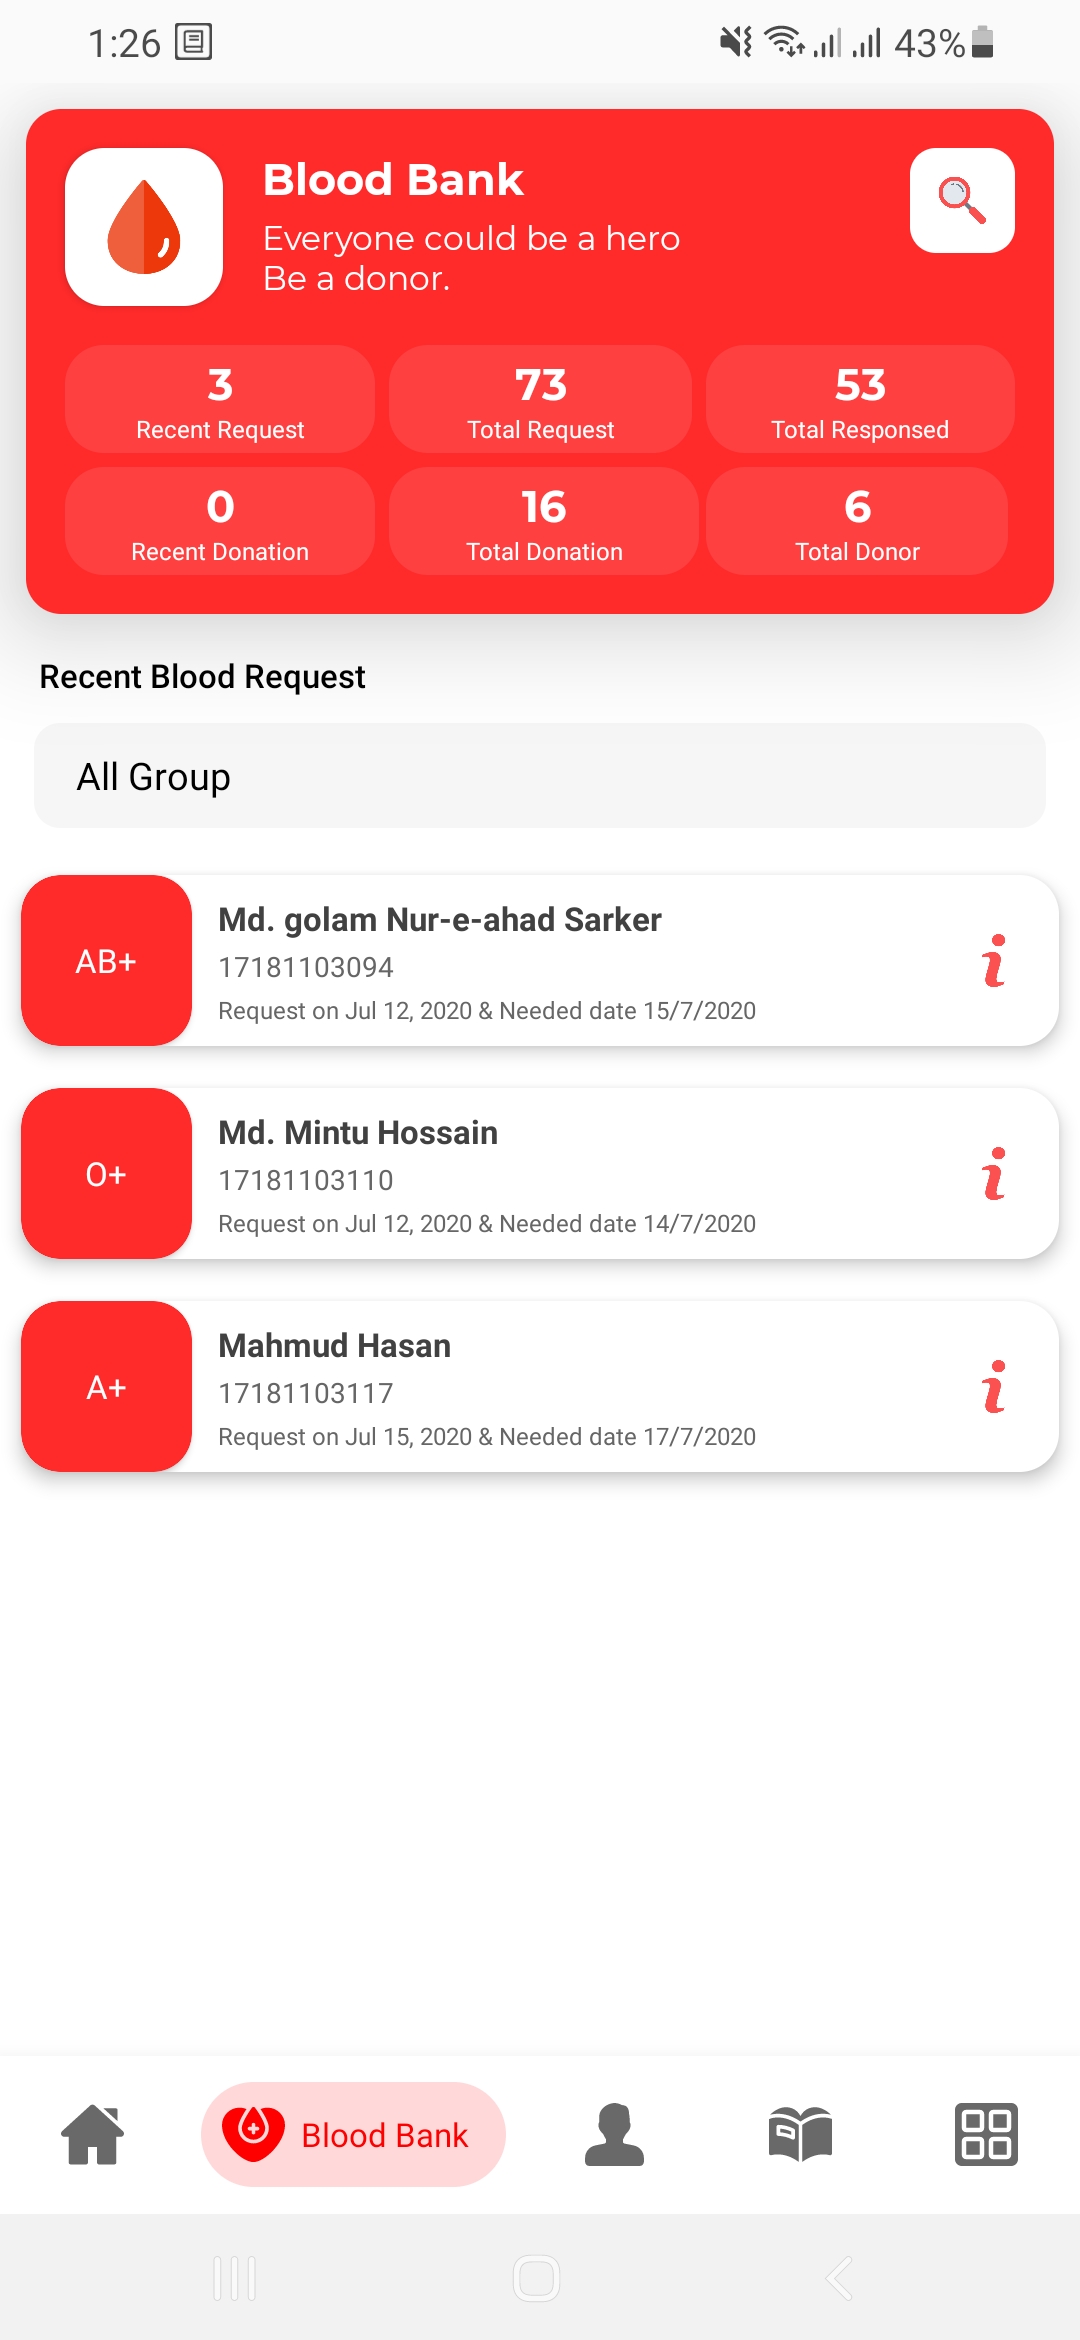 1:26
43%
Blood Bank
Everyone could be a hero
Be a donor.
3
Recent Request
73
Total Request
53
Total Responsed
0
Recent Donation
16
Total Donation
6
Total Donor
Recent Blood Request
All Group
AB+
Md. golam Nur-e-ahad Sarker
17181103094
Request on Jul 12, 2020 & Needed date 15/7/2020
O+
Md. Mintu Hossain
17181103110
Request on Jul 12, 2020 & Needed date 14/7/2020
A+
Mahmud Hasan
17181103117
Request on Jul 15, 2020 & Needed date 17/7/2020
Blood Bank